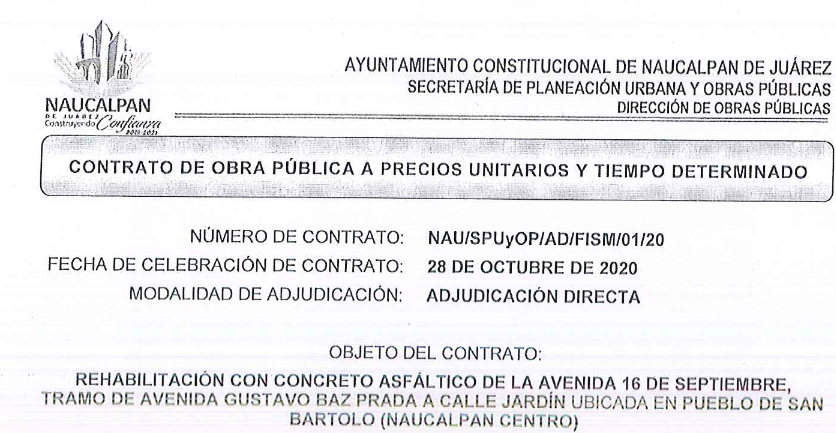 AYUNTAMIENTO CONSTITUCIONAL DE NAUCALPAN DE JUÁREZ
SECRETARÍA DE PLANEACIÓN URBANA Y OBRAS PÚBLICAS
DIRECCIÓN DE OBRAS PÚBLICAS
NAUCALPAN
DE JUÁREZ
Construyendo Confianza
2019-2021
CONTRATO DE OBRA PÚBLICA A PRECIOS UNITARIOS Y TIEMPO DETERMINADO
NÚMERO DE CONTRATO: NAU/SPUyOP/AD/FISM/01/20
FECHA DE CELEBRACIÓN DE CONTRATO: 28 DE OCTUBRE DE 2020
MODALIDAD DE ADJUDICACIÓN: ADJUDICACIÓN DIRECTA
OBJETO DEL CONTRATO:
REHABILITACIÓN CON CONCRETO ASFÁLTICO DE LA AVENIDA 16 DE SEPTIEMBRE,
TRAMO DE AVENIDA GUSTAVO BAZ PRADA A CALLE JARDÍN UBICADA EN PUEBLO DE SAN
BARTOLO (NAUCALPAN CENTRO)